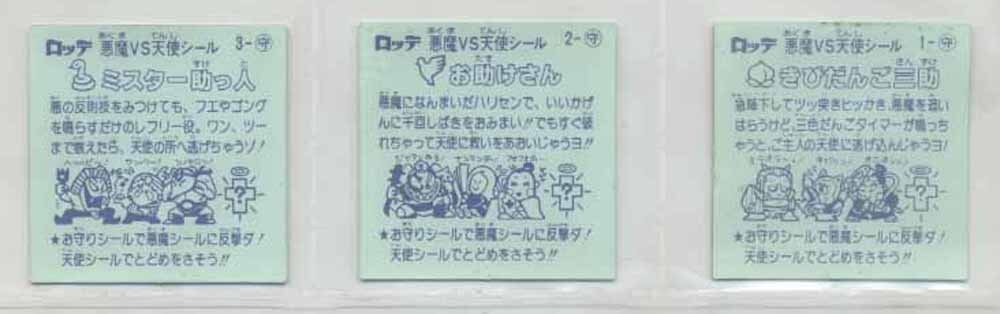 ロッテ 悪魔VS天使シール 3-守
ミスター助っ人
悪の反則技をみつけても、フエやゴング
を鳴らすだけのレフリー役。ワン、ツー
まで数えたら、天使の所へ逃げちゃうゾ!
★お守りシールで悪魔シールに反撃ダ!
天使シールでとどめをさそう!!
ロッテ 悪魔VS天使シール 2-守
お助けさん
悪魔になんまいだハリセンで、いいかげ
んに千回しばきをおみまい!!でもすぐ破
れちゃって天使に救いをあおいじゃうヨ!!
★お守りシールで悪魔シールに反撃ダ!
天使シールでとどめをさそう!!
ロッテ 悪魔VS天使シール 1-守
きびだんご三助
急降下してツッ突きヒッかき、悪魔を追い
はらうけど、三色だんごタイマーが鳴っち
ゃうと、ご主人の天使に逃げ込んじゃうヨ!
★お守りシールで悪魔シールに反撃ダ!
天使シールでとどめをさそう!!